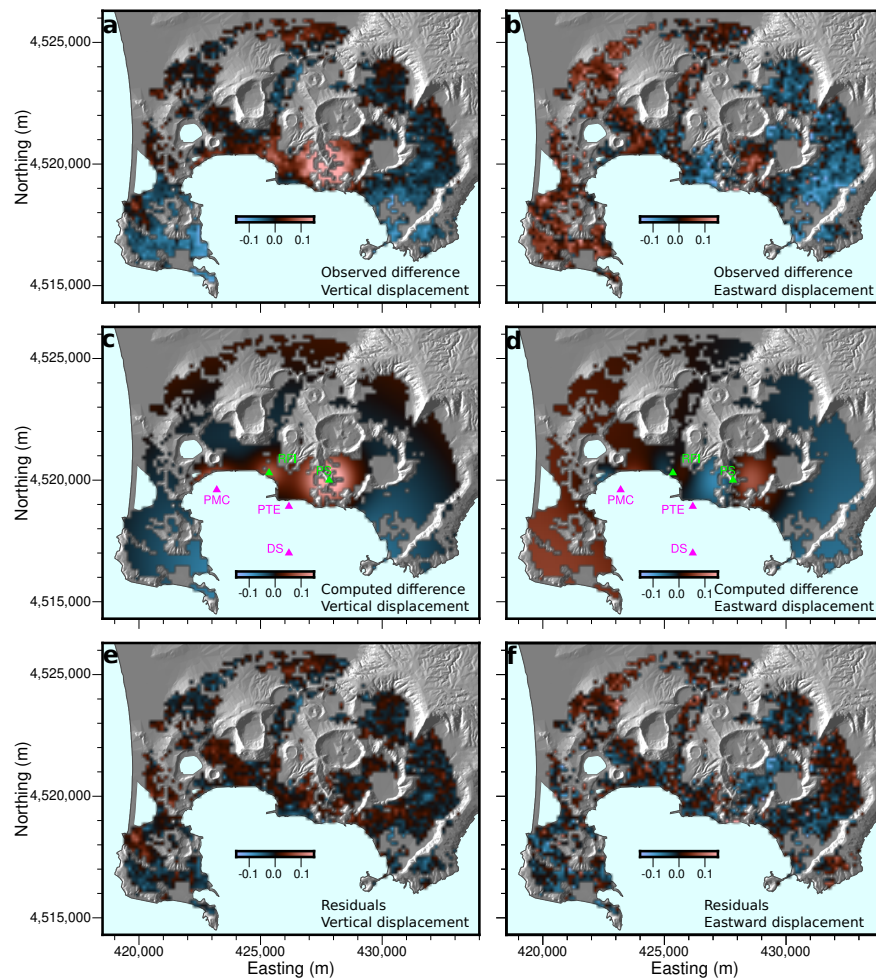 a
b
4,525,000
4,520,000
4,515,000
Northing (m)
-0.1 0.0 0.1
Observed difference
Vertical displacement
-0.1 0.0 0.1
Observed difference
Eastward displacement
c
d
4,525,000
4,520,000
4,515,000
Northing (m)
PS
PMC
PTE
DS
-0.1 0.0 0.1
Computed difference
Vertical displacement
PS
PMC
PTE
DS
-0.1 0.0 0.1
Computed difference
Eastward displacement
e
f
4,525,000
4,520,000
4,515,000
Northing (m)
-0.1 0.0 0.1
Residuals
Vertical displacement
-0.1 0.0 0.1
Residuals
Eastward displacement
420,000 425,000 430,000
Easting (m)
420,000 425,000 430,000
Easting (m)